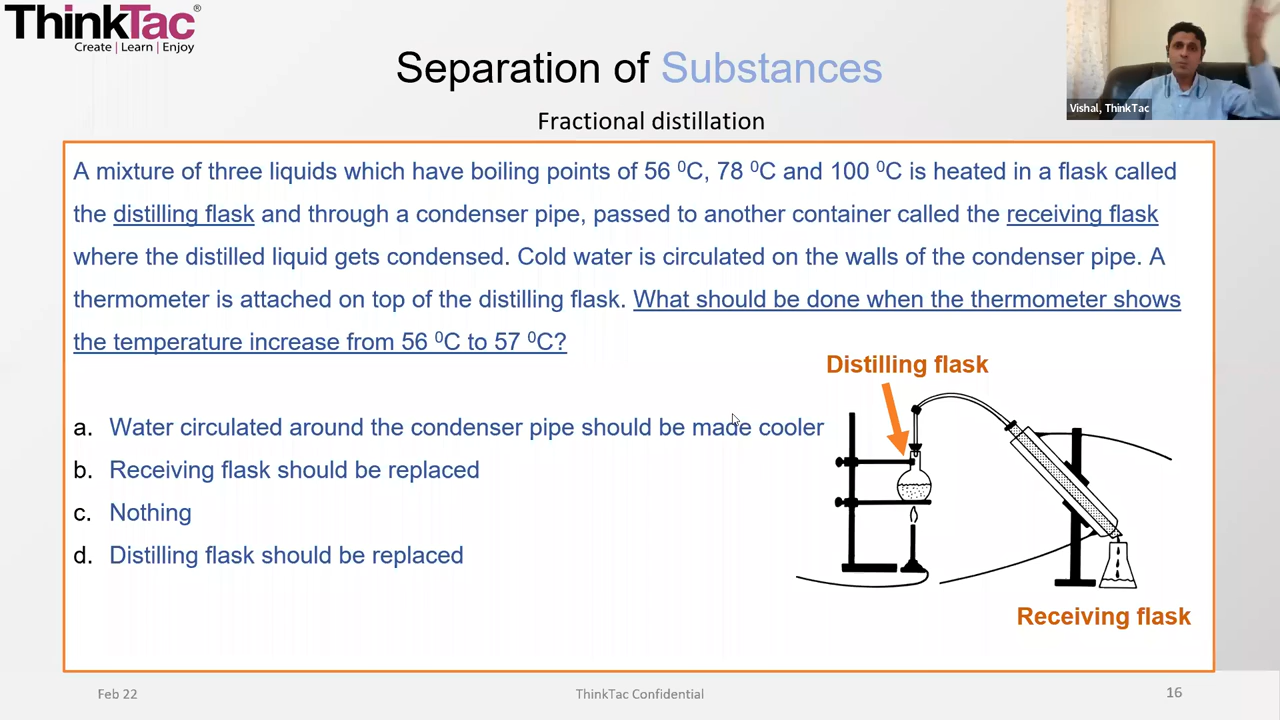 ThinkTac®
Create | Learn | Enjoy
Vishal, ThinkTac
Separation of Substances
Fractional distillation
A mixture of three liquids which have boiling points of 56 ⁰C, 78 ⁰C and 100 ⁰C is heated in a flask called
the distilling flask and through a condenser pipe, passed to another container called the receiving flask
where the distilled liquid gets condensed. Cold water is circulated on the walls of the condenser pipe. A
thermometer is attached on top of the distilling flask. What should be done when the thermometer shows
the temperature increase from 56 ⁰C to 57 ⁰C?
Distilling flask
a. Water circulated around the condenser pipe should be made cooler
b. Receiving flask should be replaced
c. Nothing
d. Distilling flask should be replaced
Receiving flask
Feb 22
ThinkTac Confidential
16